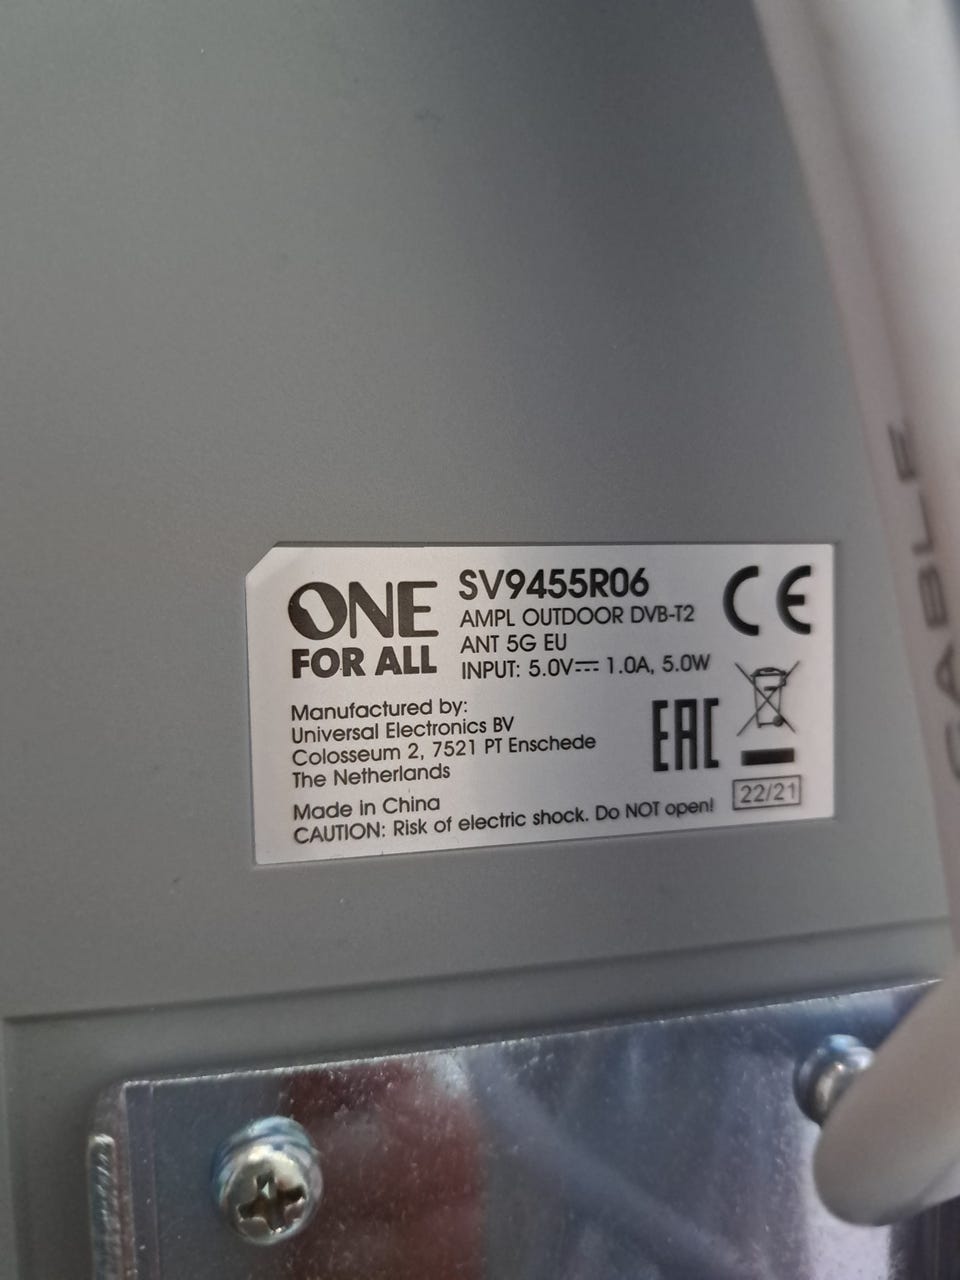 ONE
FOR ALL
SV9455R06
AMPL OUTDOOR DVB-T2
ANT 5G EU
INPUT: 5.0V⎓ 1.0A, 5.0W
CE
Manufactured by:
Universal Electronics BV
Colosseum 2, 7521 PT Enschede
The Netherlands
Made in China
CAUTION: Risk of electric shock. Do NOT open!
EAC
22/21
CABLE